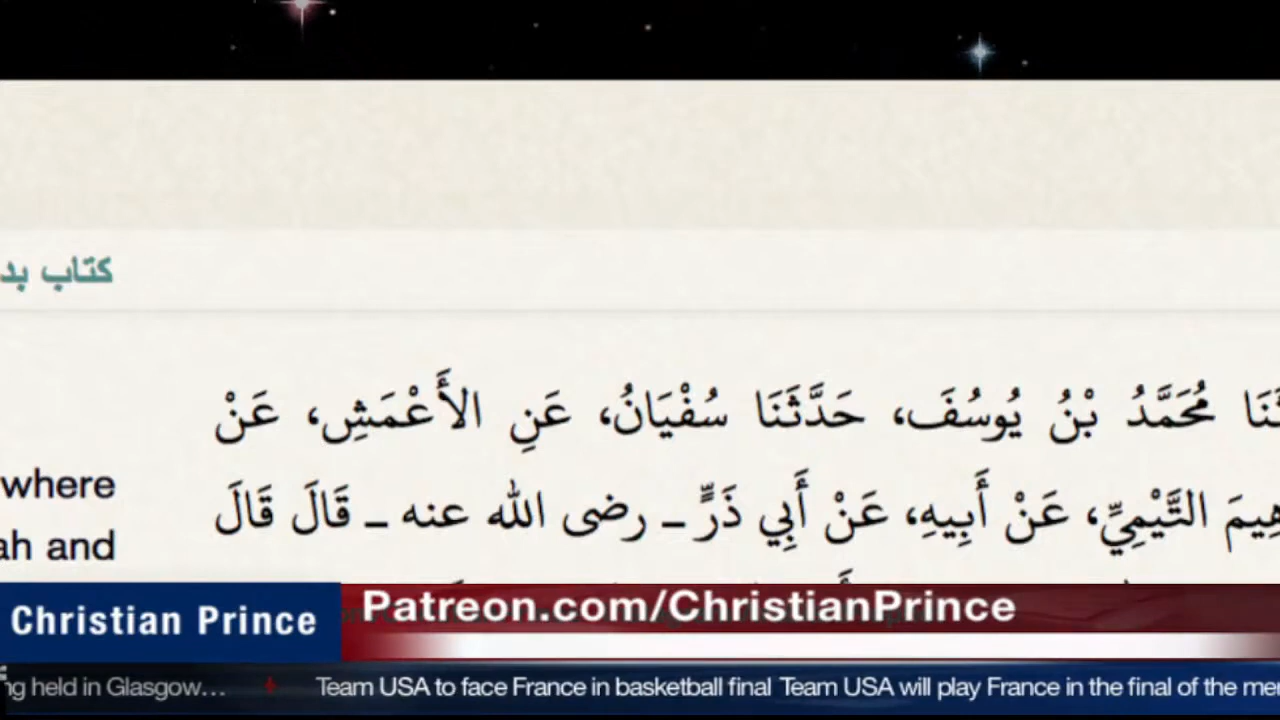 كتاب بد
ثَنَا مُحَمَّدُ بْنُ يُوسُفَ، حَدَّثَنَا سُفْيَانُ، عَنِ الأَعْمَشِ، عَنْ
هِيمَ التَّيْمِيِّ، عَنْ أَبِيهِ، عَنْ أَبِي ذَرٍّ ـ رضى الله عنه ـ قَالَ قَالَ
where
ah and
Christian Prince
Patreon.com/ChristianPrince
ng held in Glasgow… Team USA to face France in basketball final Team USA will play France in the final of the me